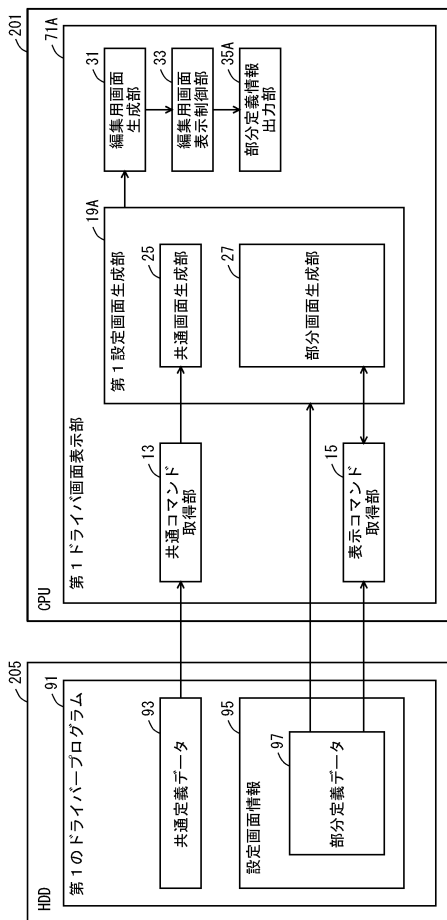 205
HDD
91
第1のドライバープログラム
93
共通定義データ
95
設定画面情報
97
部分定義データ
201
CPU
71A
第1ドライバ画面表示部
13
共通コマンド
取得部
15
表示コマンド
取得部
19A
第1設定画面生成部
25
共通画面生成部
27
部分画面生成部
31
編集用画面
生成部
33
編集用画面
表示制御部
35A
部分定義情報
出力部